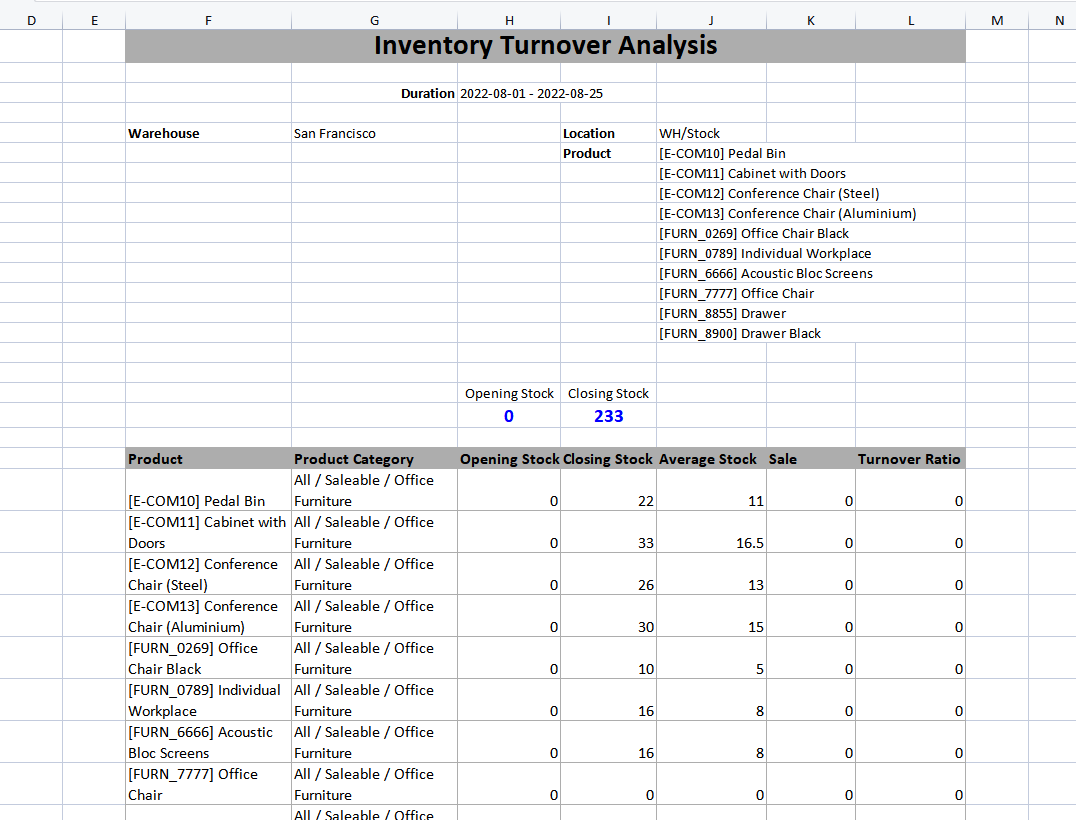 D E F G H I J K L M N
Inventory Turnover Analysis
Duration 2022-08-01 - 2022-08-25
Warehouse San Francisco Location WH/Stock
Product [E-COM10] Pedal Bin
[E-COM11] Cabinet with Doors
[E-COM12] Conference Chair (Steel)
[E-COM13] Conference Chair (Aluminium)
[FURN_0269] Office Chair Black
[FURN_0789] Individual Workplace
[FURN_6666] Acoustic Bloc Screens
[FURN_7777] Office Chair
[FURN_8855] Drawer
[FURN_8900] Drawer Black
Opening Stock Closing Stock
0 233
Product Product Category Opening Stock Closing Stock Average Stock Sale Turnover Ratio
All / Saleable / Office
[E-COM10] Pedal Bin Furniture 0 22 11 0 0
[E-COM11] Cabinet with All / Saleable / Office
Doors Furniture 0 33 16.5 0 0
[E-COM12] Conference All / Saleable / Office
Chair (Steel) Furniture 0 26 13 0 0
[E-COM13] Conference All / Saleable / Office
Chair (Aluminium) Furniture 0 30 15 0 0
[FURN_0269] Office All / Saleable / Office
Chair Black Furniture 0 10 5 0 0
[FURN_0789] Individual All / Saleable / Office
Workplace Furniture 0 16 8 0 0
[FURN_6666] Acoustic All / Saleable / Office
Bloc Screens Furniture 0 16 8 0 0
[FURN_7777] Office All / Saleable / Office
Chair Furniture 0 0 0 0 0
All / Saleable / Office